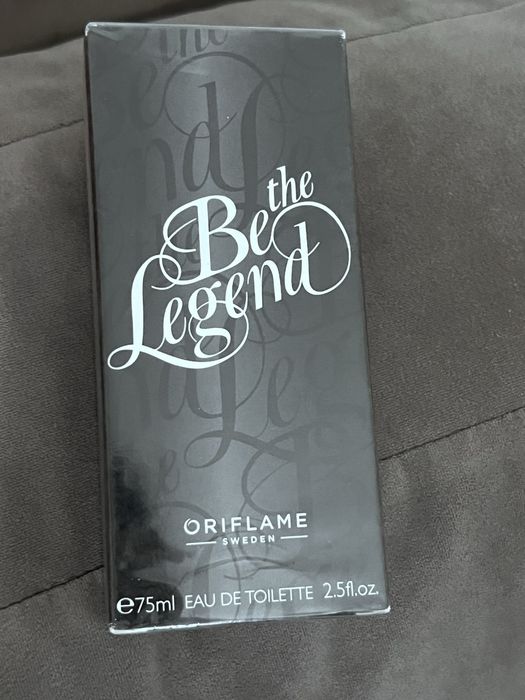 Be the
Legend
ORIFLAME
SWEDEN
℮75ml EAU DE TOILETTE 2.5fl.oz.